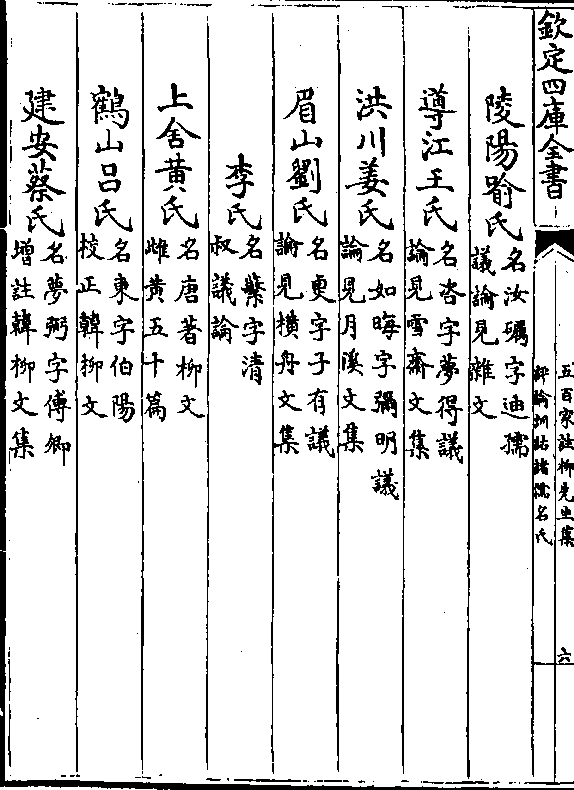 欽定四庫全書
五百家註柳先生集
評論訓詁諸儒名氏
六
陵陽喻氏
名汝礪字迪孺
議論見雜文
導江王氏
名咨字夢得議
論見雪齋文集
洪川姜氏
名如晦字彌明議
論見月溪文集
眉山劉氏
名更字子有議
論見橫舟文集
李氏
名蘩字清
叔議論
上舍黃氏
名唐著柳文
雌黃五十篇
鶴山呂氏
名東字伯陽
校正韓柳文
建安蔡氏
名夢弼字傅卿
增註韓柳文集